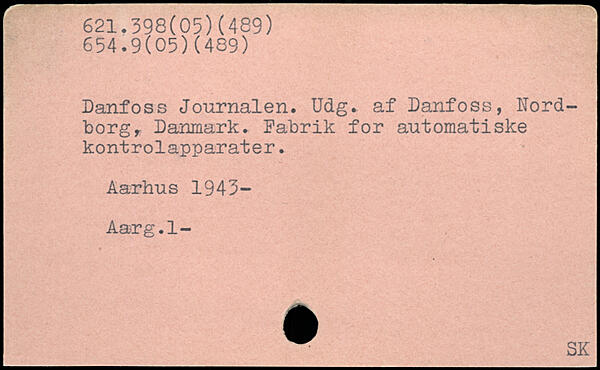 621.398(05)(489)
654.9(05)(489)
Danfoss Journalen. Udg. af Danfoss, Nord-
borg, Danmark. Fabrik for automatiske
kontrolapparater.
Aarhus 1943-
Aarg.1-
SK